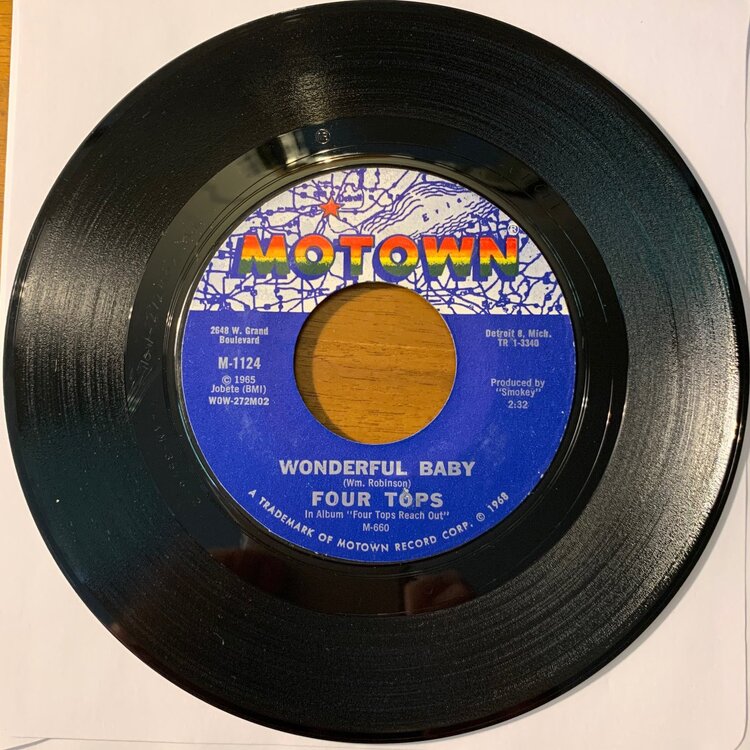 Detroit
MOTOWN®
2648 W. Grand
Boulevard
M-1124
© 1965
Jobete (BMI)
WOW-272M02
Detroit 8, Mich.
TR 1-3340
Produced by
"Smokey"
2:32
WONDERFUL BABY
(Wm. Robinson)
FOUR TOPS
In Album "Four Tops Reach Out"
M-660
A TRADEMARK OF MOTOWN RECORD CORP. © 1968